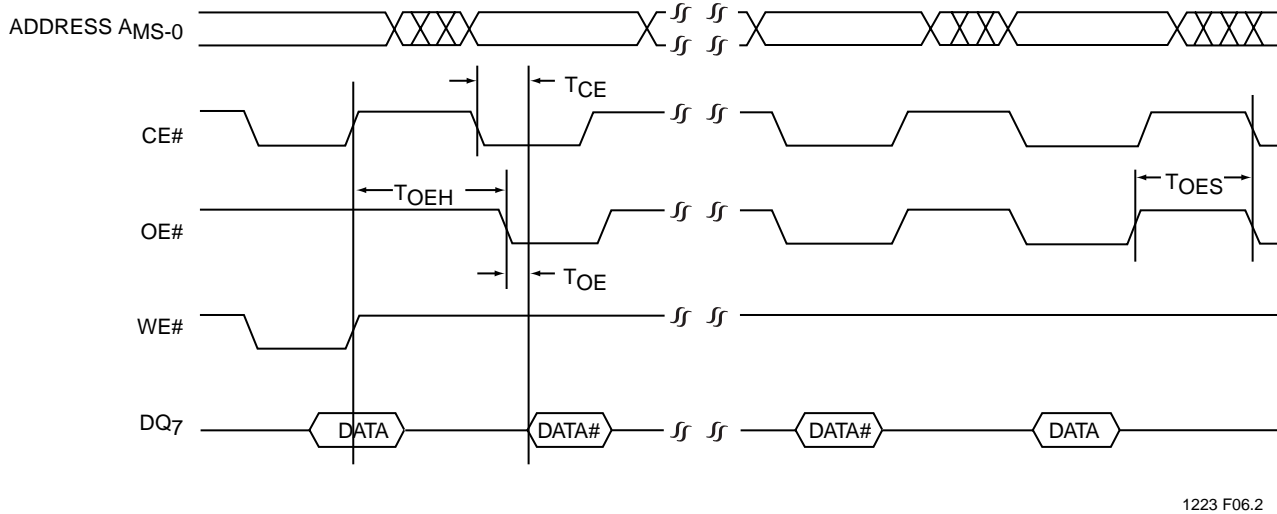 ADDRESS AMS-0
TCE
CE#
TOEH
TOES
OE#
TOE
WE#
DQ7
DATA
DATA#
DATA#
DATA
1223 F06.2